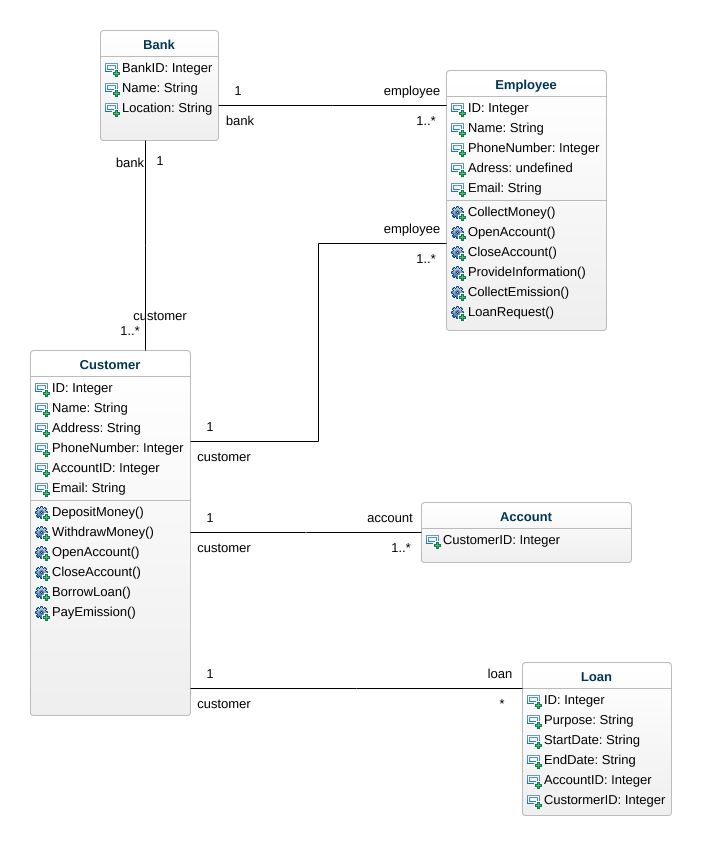 Bank
BankID: Integer
Name: String
Location: String
1
employee
bank
1..*
Employee
ID: Integer
Name: String
PhoneNumber: Integer
Adress: undefined
Email: String
CollectMoney()
OpenAccount()
CloseAccount()
ProvideInformation()
CollectEmission()
LoanRequest()
bank
1
employee
1..*
customer
1..*
Customer
ID: Integer
Name: String
Address: String
PhoneNumber: Integer
AccountID: Integer
Email: String
DepositMoney()
WithdrawMoney()
OpenAccount()
CloseAccount()
BorrowLoan()
PayEmission()
1
customer
1
account
customer
1..*
Account
CustomerID: Integer
1
loan
customer
*
Loan
ID: Integer
Purpose: String
StartDate: String
EndDate: String
AccountID: Integer
CustormerID: Integer